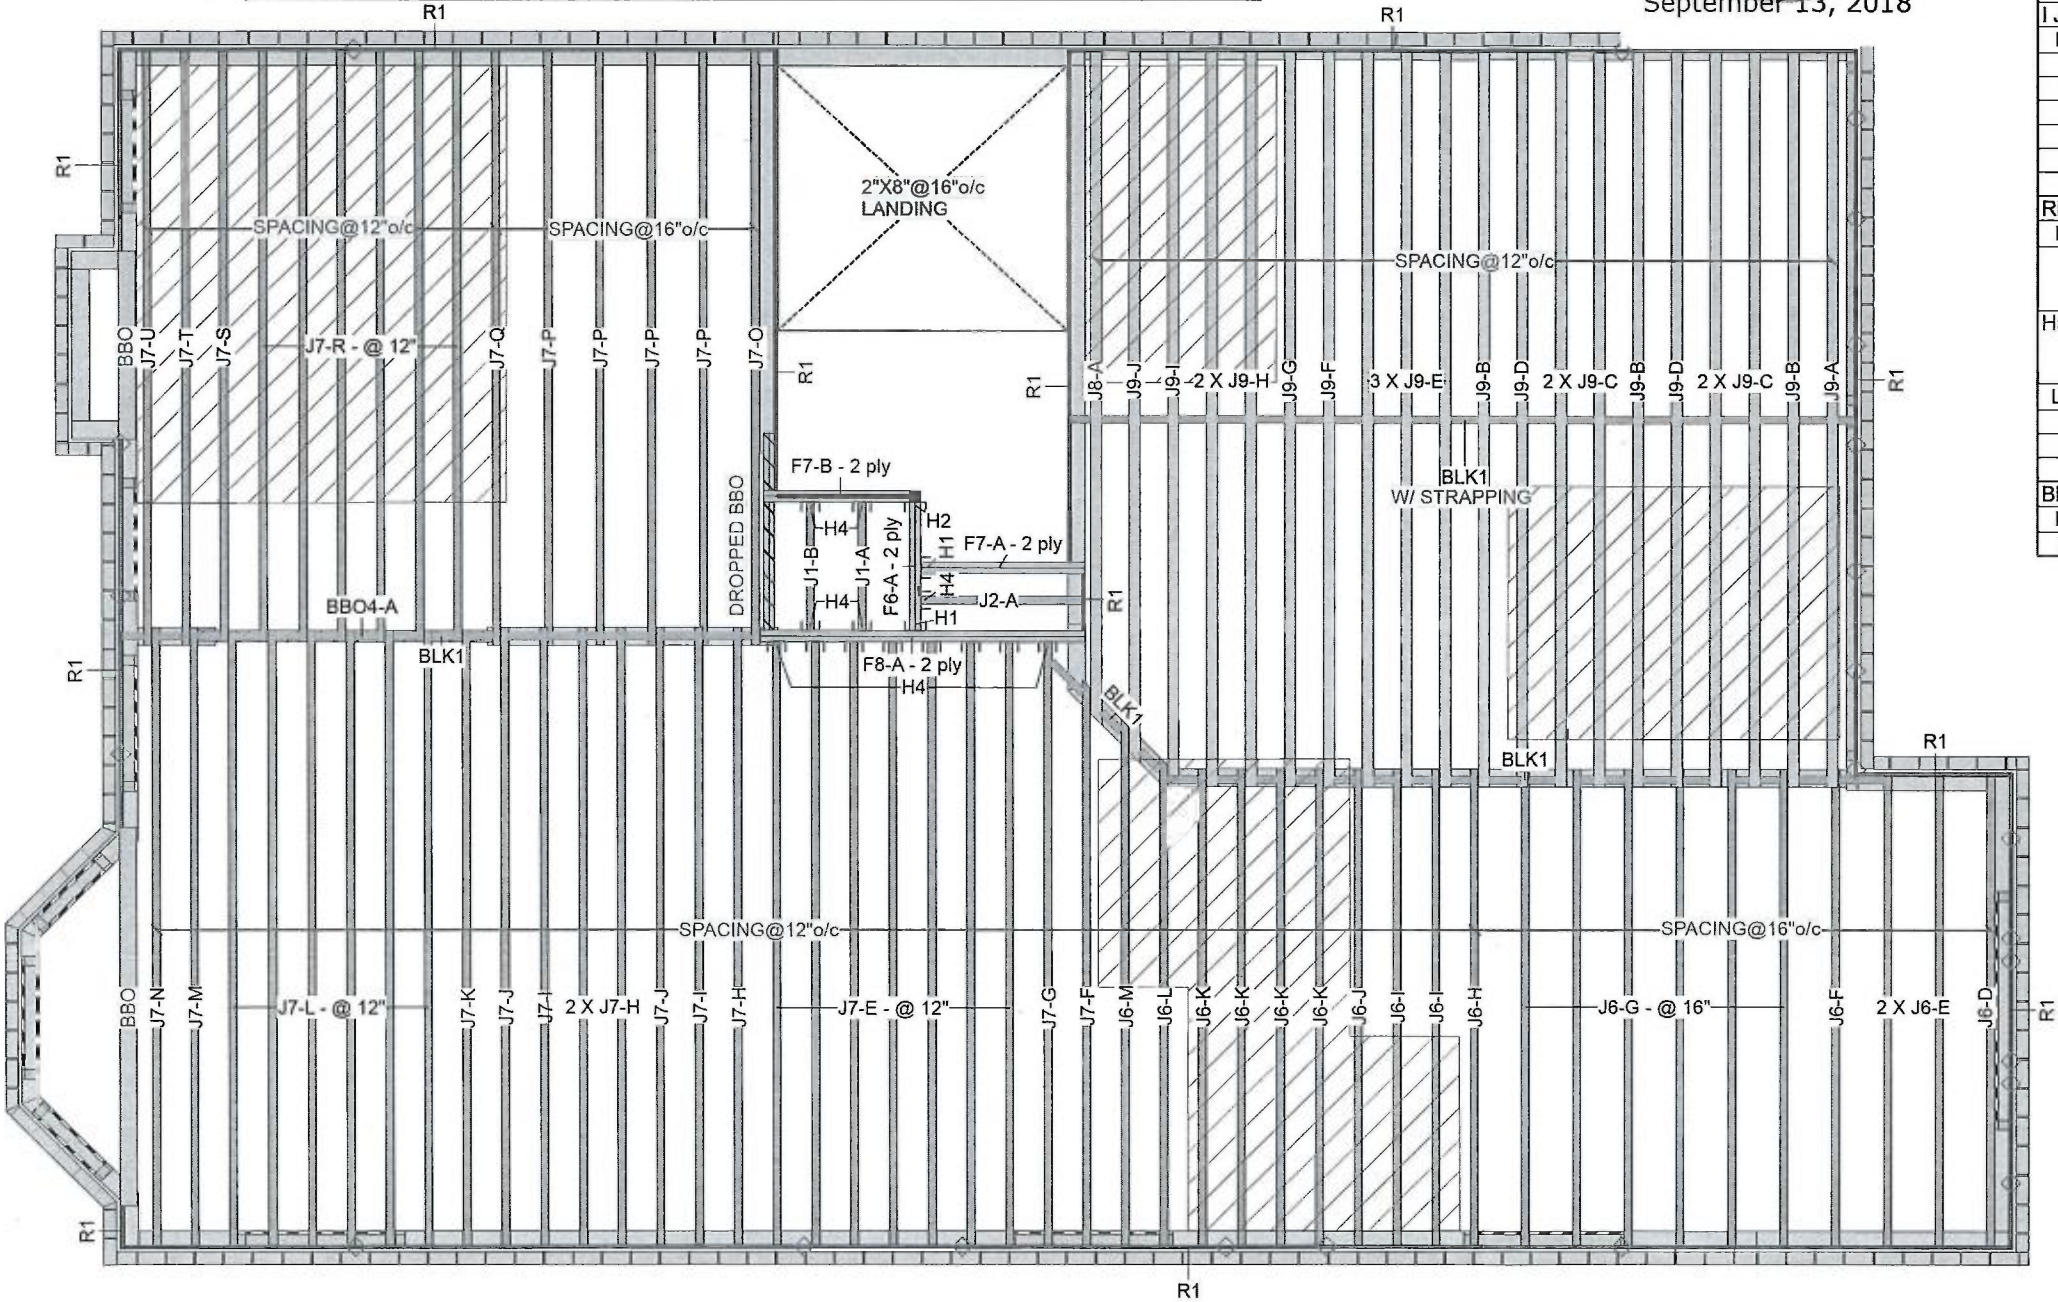 September 13, 2018
R1
R1
R1
2"X8"@16"o/c
LANDING
SPACING@12"o/c
SPACING@16"o/c
SPACING@12"o/c
BBO
J7-U
J7-T
J7-S
J7-R - @ 12"
J7-Q
J7-P
J7-P
J7-P
J7-P
J7-O
R1
R1
J8-A
J9-J
J9-I
2 X J9-H
J9-G
J9-F
3 X J9-E
J9-B
J9-D
2 X J9-C
J9-B
J9-D
2 X J9-C
J9-B
J9-A
R1
F7-B - 2 ply
BLK1
W/ STRAPPING
DROPPED BBO
H4
J1-B
J1-A
H4
F6-A - 2 ply
H2
H1
F7-A - 2 ply
H4
J2-A
H1
R1
BBO4-A
BLK1
R1
F8-A - 2 ply
H4
BLK1
BLK1
R1
SPACING@12"o/c
SPACING@16"o/c
BBO
J7-N
J7-M
J7-L - @ 12"
J7-K
J7-J
J7-I
2 X J7-H
J7-J
J7-I
J7-H
J7-E - @ 12"
J7-G
J7-F
J6-M
J6-L
J6-K
J6-K
J6-K
J6-K
J6-J
J6-I
J6-I
J6-H
J6-G - @ 16"
J6-F
2 X J6-E
J6-D
R1
R1
R1